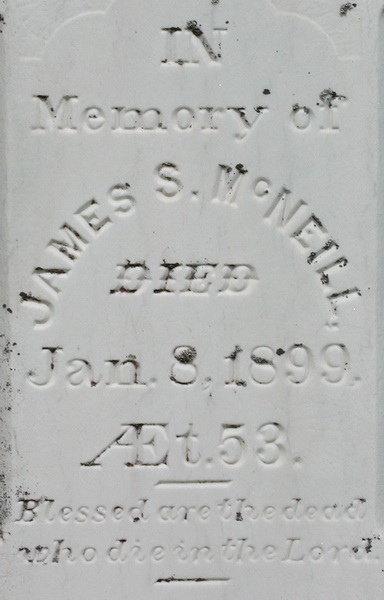 IN
Memory of
JAMES S. McNEILL,
DIED
Jan. 8, 1899.
Æt. 53.
Blessed are the dead
who die in the Lord.